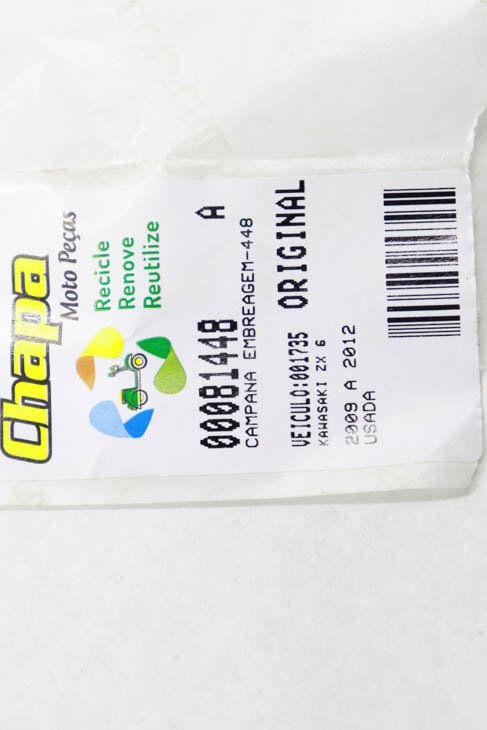 Chapa
Moto Peças
Recicle
Renove
Reutilize
00081448 A
CAMPANA EMBREAGEM-448
VEICULO:001735 ORIGINAL
KAWASAKI ZX 6
2009 A 2012
USADA